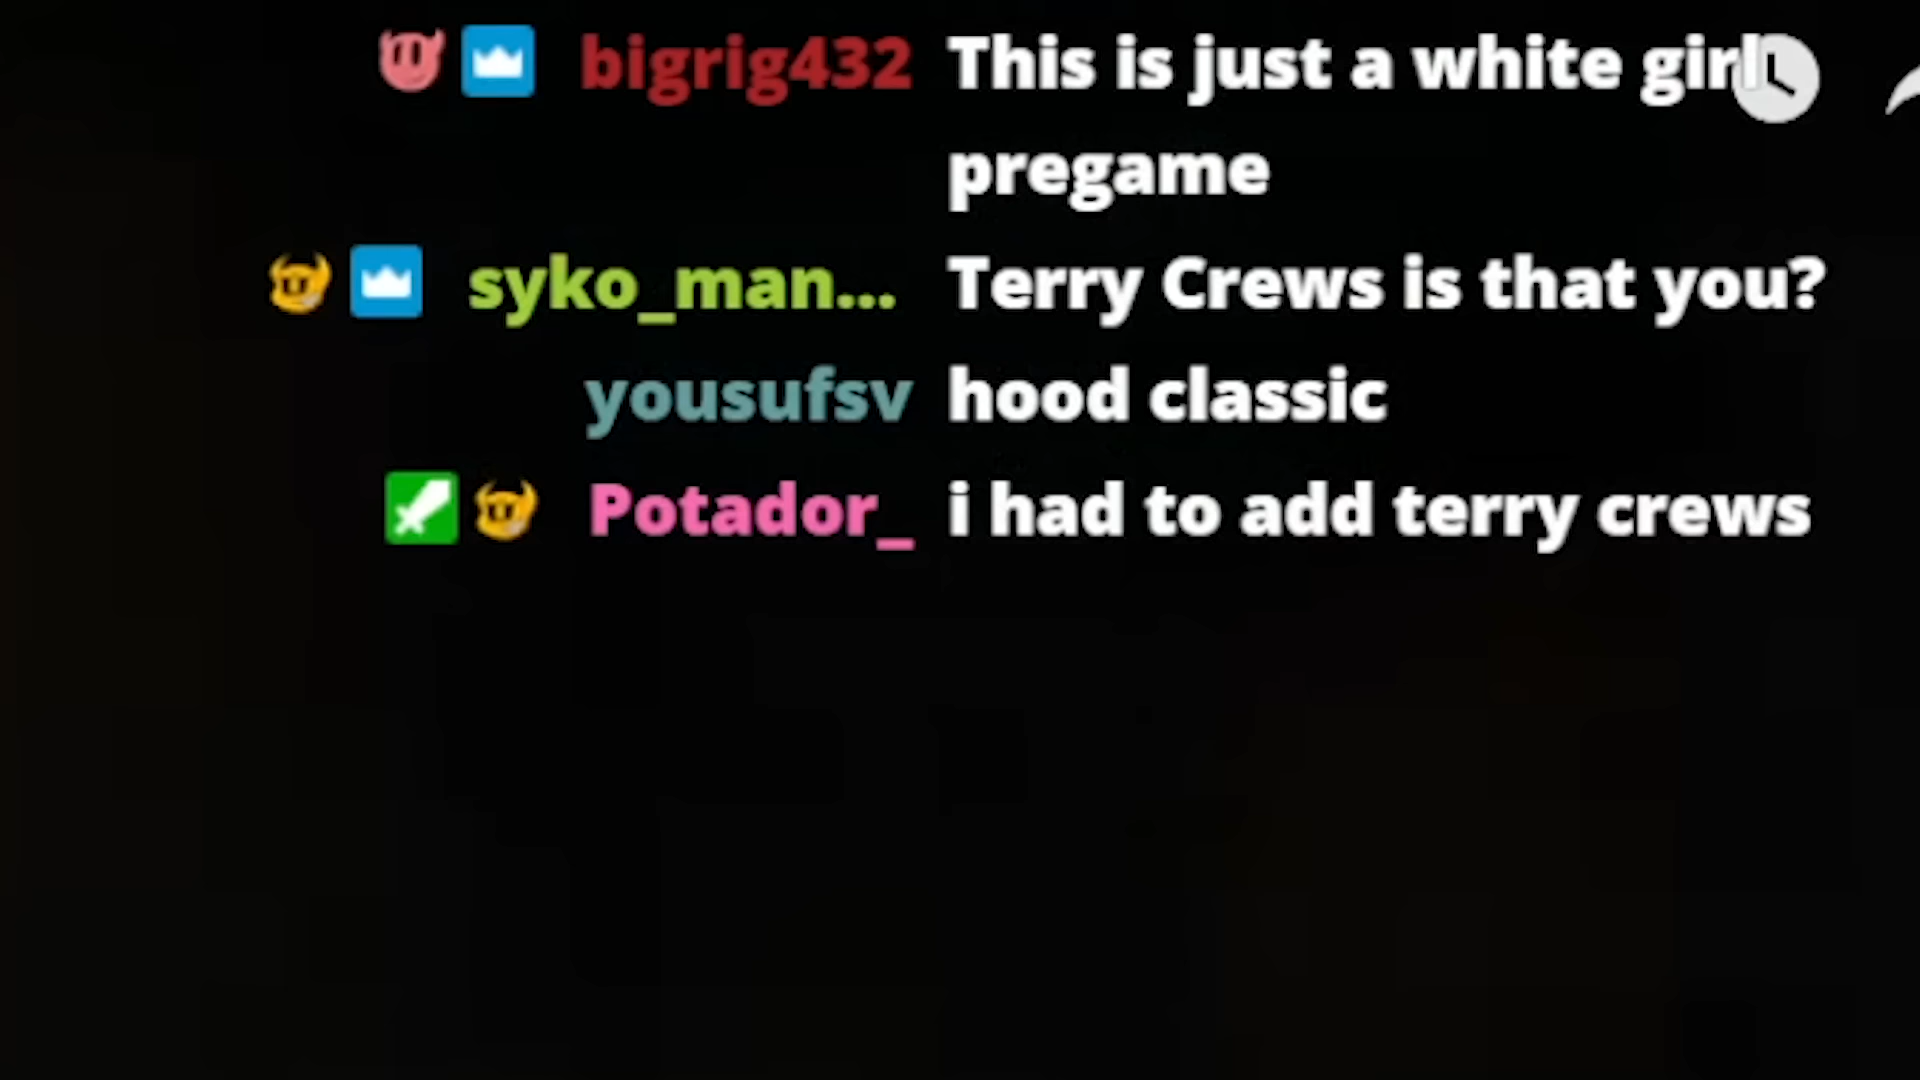 bigrig432 This is just a white girl
pregame
syko_man... Terry Crews is that you?
yousufsv hood classic
Potador_ i had to add terry crews